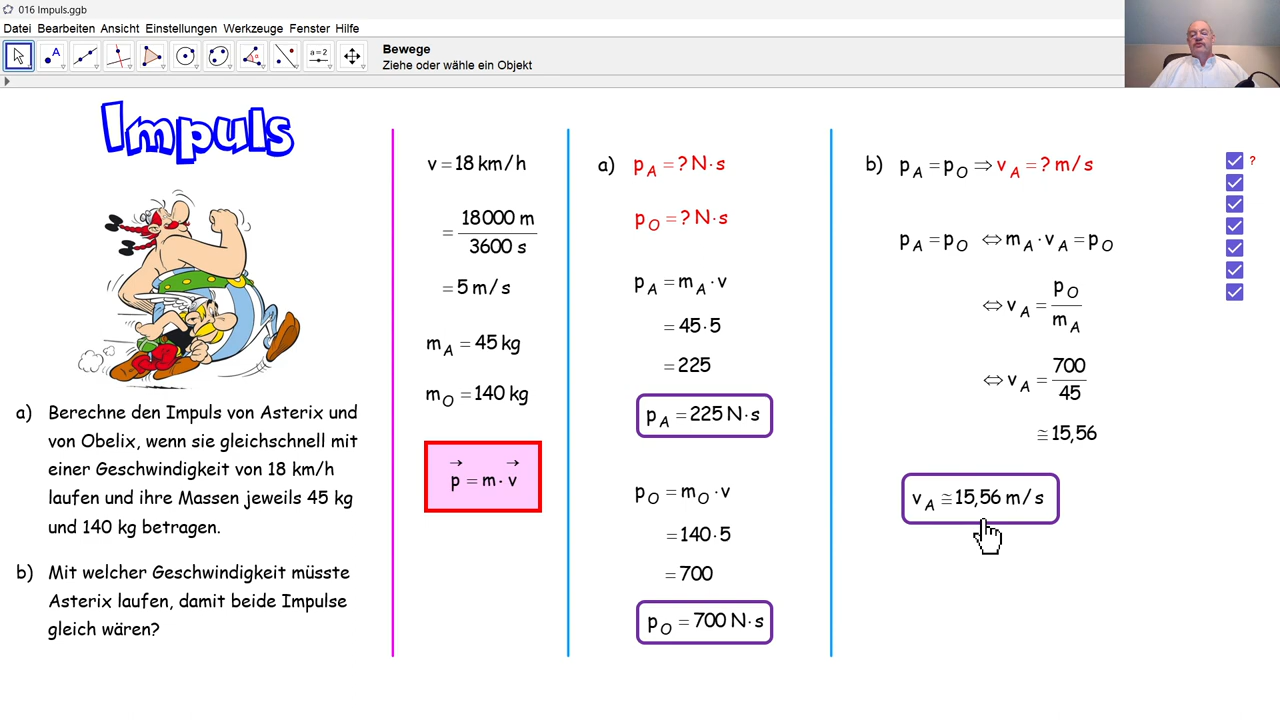 016 Impuls.ggb
Datei Bearbeiten Ansicht Einstellungen Werkzeuge Fenster Hilfe
A
a=2
Bewege
Ziehe oder wähle ein Objekt
Impuls
a) Berechne den Impuls von Asterix und
von Obelix, wenn sie gleichschnell mit
einer Geschwindigkeit von 18 km/h
laufen und ihre Massen jeweils 45 kg
und 140 kg betragen.
b) Mit welcher Geschwindigkeit müsste
Asterix laufen, damit beide Impulse
gleich wären?
v = 18 km/h
= 18000 m / 3600 s
= 5 m/s
m_A = 45 kg
m_O = 140 kg
p⃗ = m · v⃗
a) p_A = ? N·s
p_O = ? N·s
p_A = m_A · v
= 45·5
= 225
p_A = 225 N·s
p_O = m_O · v
= 140·5
= 700
p_O = 700 N·s
b) p_A = p_O ⇒ v_A = ? m/s
p_A = p_O ⇔ m_A · v_A = p_O
⇔ v_A = p_O / m_A
⇔ v_A = 700 / 45
≅ 15,56
v_A ≅ 15,56 m/s
?